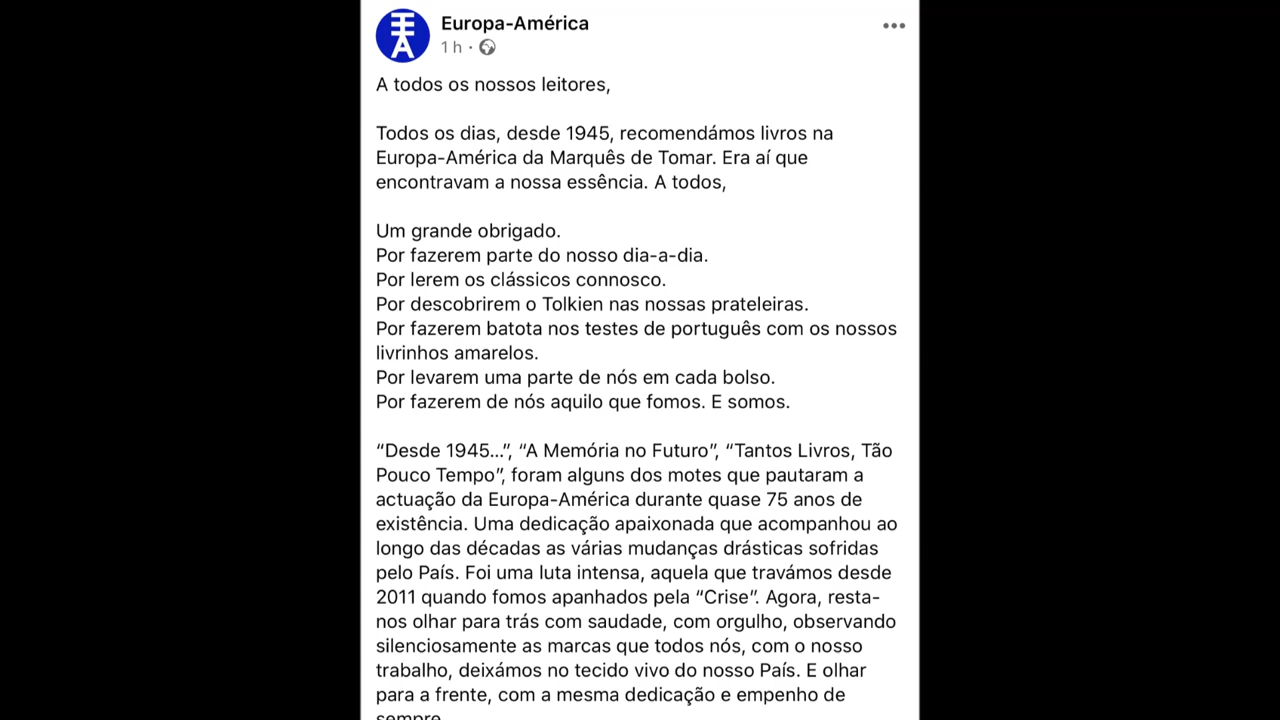 Europa-América
1 h ·
A todos os nossos leitores,
Todos os dias, desde 1945, recomendámos livros na
Europa-América da Marquês de Tomar. Era aí que
encontravam a nossa essência. A todos,
Um grande obrigado.
Por fazerem parte do nosso dia-a-dia.
Por lerem os clássicos connosco.
Por descobrirem o Tolkien nas nossas prateleiras.
Por fazerem batota nos testes de português com os nossos
livrinhos amarelos.
Por levarem uma parte de nós em cada bolso.
Por fazerem de nós aquilo que fomos. E somos.
“Desde 1945...”, “A Memória no Futuro”, “Tantos Livros, Tão
Pouco Tempo”, foram alguns dos motes que pautaram a
actuação da Europa-América durante quase 75 anos de
existência. Uma dedicação apaixonada que acompanhou ao
longo das décadas as várias mudanças drásticas sofridas
pelo País. Foi uma luta intensa, aquela que travámos desde
2011 quando fomos apanhados pela “Crise”. Agora, resta-
nos olhar para trás com saudade, com orgulho, observando
silenciosamente as marcas que todos nós, com o nosso
trabalho, deixámos no tecido vivo do nosso País. E olhar
para a frente, com a mesma dedicação e empenho de
sempre